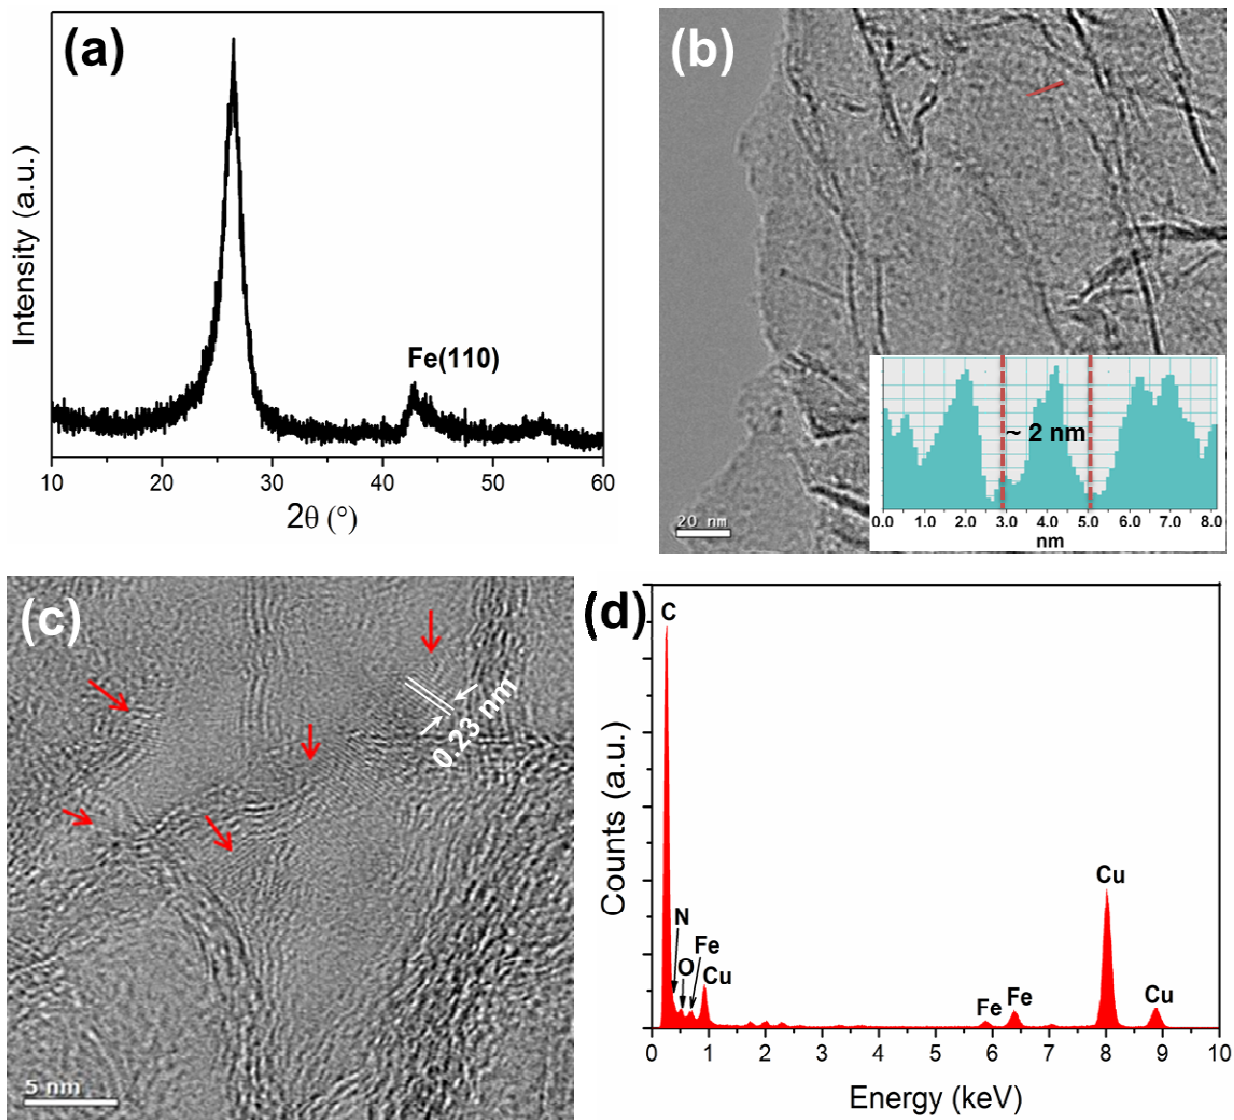 (a)
Fe(110)
Intensity (a.u.)
10 20 30 40 50 60
2θ (°)
(b)
20 nm
~ 2 nm
0.0 1.0 2.0 3.0 4.0 5.0 6.0 7.0 8.0
nm
(c)
0.23 nm
5 nm
(d)
C
N
O
Fe
Cu
Fe
Fe
Cu
Cu
Counts (a.u.)
0 1 2 3 4 5 6 7 8 9 10
Energy (keV)